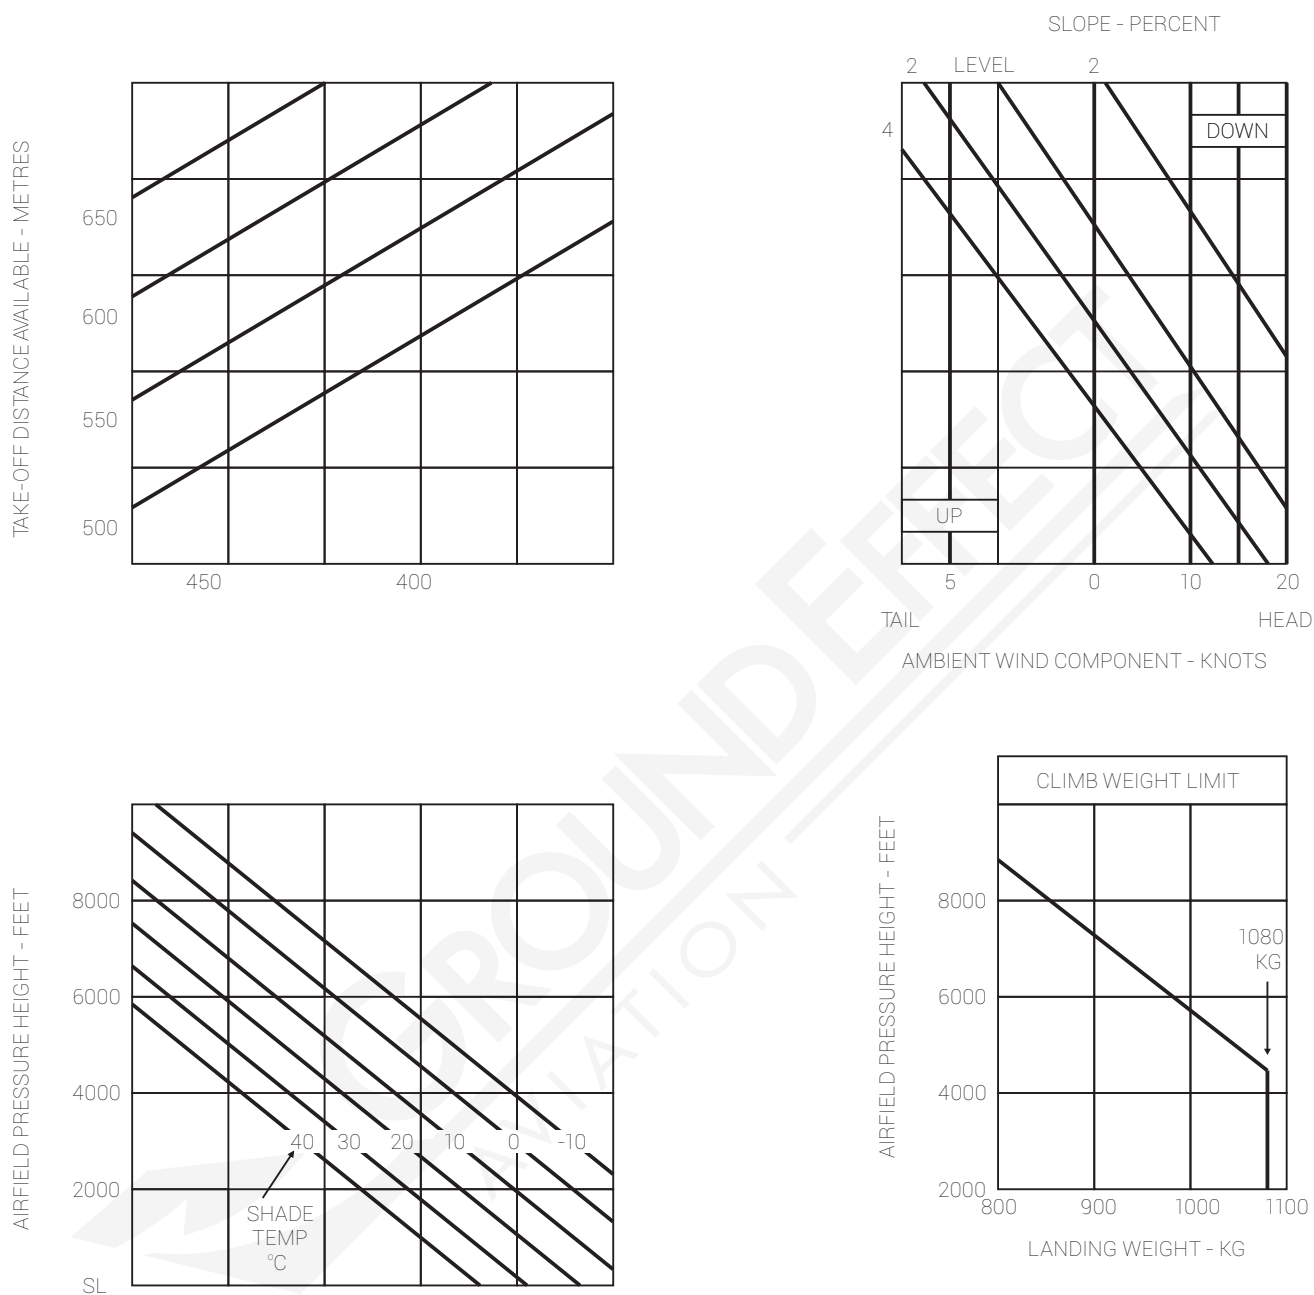 SLOPE - PERCENT
2 LEVEL 2
4
DOWN
TAKE-OFF DISTANCE AVAILABLE - METRES
650
600
550
500
450 400
UP
5 0 10 20
TAIL HEAD
AMBIENT WIND COMPONENT - KNOTS
GROUND EFFECT
AVIATION
AIRFIELD PRESSURE HEIGHT - FEET
8000
6000
4000
2000
SL
40 30 20 10 0 -10
SHADE
TEMP
°C
CLIMB WEIGHT LIMIT
AIRFIELD PRESSURE HEIGHT - FEET
8000
6000
4000
2000
1080
KG
800 900 1000 1100
LANDING WEIGHT - KG